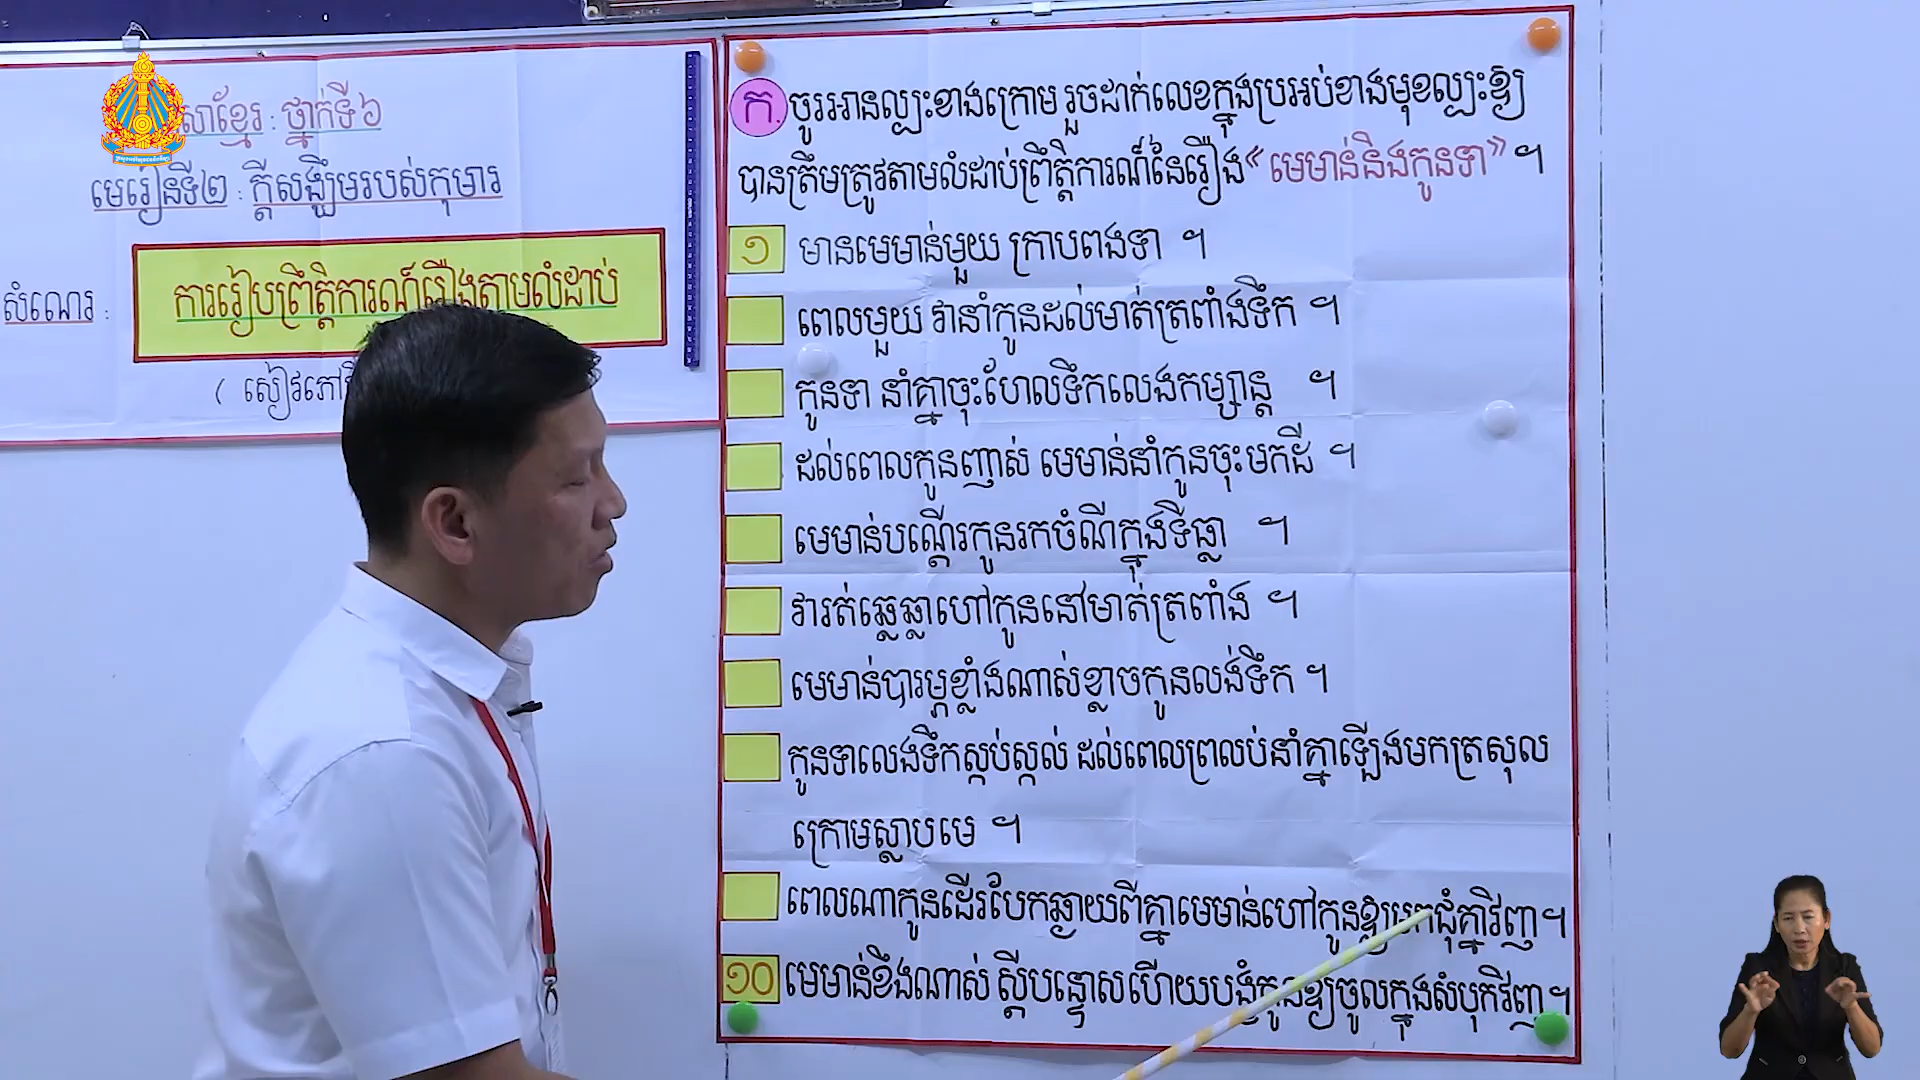 សាខ្មែរ : ថ្នាក់ទី៦
មេរៀនទី២ : ក្ដីសង្ឃឹមរបស់កុមារ
សំណេរ :
ការរៀបព្រឹត្តិការណ៍រឿងតាមលំដាប់
( សៀវភៅ
ក. ចូរអានល្បះខាងក្រោម រួចដាក់លេខក្នុងប្រអប់ខាងមុខល្បះឱ្យ
បានត្រឹមត្រូវតាមលំដាប់ព្រឹត្តិការណ៍នៃរឿង« មេមាន់និងកូនទា» ។
១ មានមេមាន់មួយ ក្រាបពងទា ។
ពេលមួយ វានាំកូនដល់មាត់ត្រពាំងទឹក ។
កូនទា នាំគ្នាចុះហែលទឹកលេងកម្សាន្ត ។
ដល់ពេលកូនញាស់ មេមាន់នាំកូនចុះមកដី ។
មេមាន់បណ្ដើរកូនរកចំណីក្នុងទីធ្លា ។
វារត់ឆ្លេឆ្លាហៅកូននៅមាត់ត្រពាំង ។
មេមាន់បារម្ភខ្លាំងណាស់ខ្លាចកូនលង់ទឹក ។
កូនទាលេងទឹកស្កប់ស្កល់ ដល់ពេលព្រលប់នាំគ្នាឡើងមកត្រសុល
ក្រោមស្លាបមេ ។
ពេលណាកូនដើរបែកឆ្ងាយពីគ្នាមេមាន់ហៅកូនឱ្យមកជុំគ្នាវិញ។
១០ មេមាន់ខឹងណាស់ ស្ដីបន្ទោសហើយបង្ខំកូនឱ្យចូលក្នុងសំបុកវិញ។